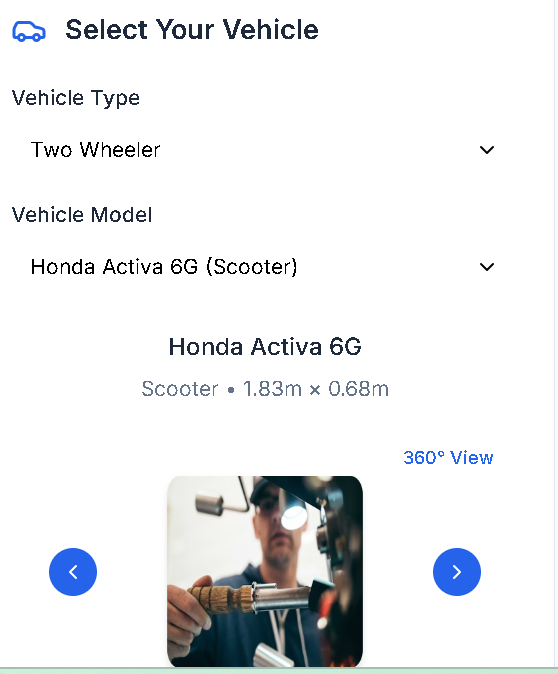 Select Your Vehicle
Vehicle Type
Two Wheeler
Vehicle Model
Honda Activa 6G (Scooter)
Honda Activa 6G
Scooter • 1.83m × 0.68m
360° View